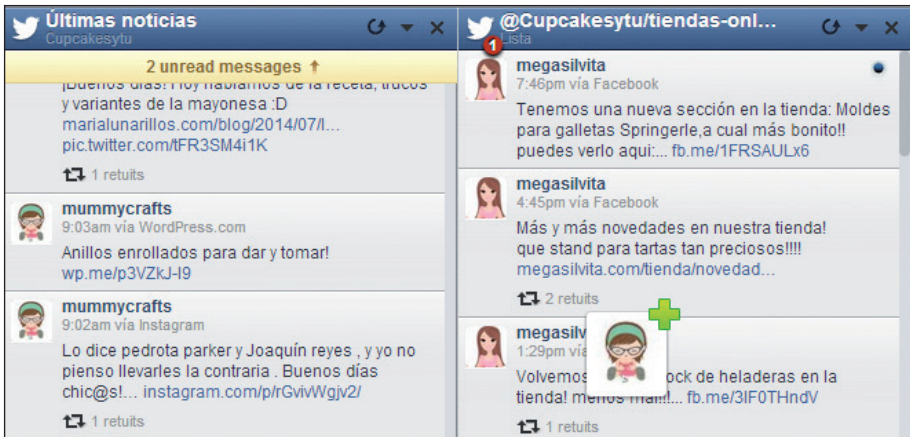 Últimas noticias
Cupcakesytu
2 unread messages
¡Buenos días! Hoy hablamos de la receta, trucos
y variantes de la mayonesa :D
marialunarillos.com/blog/2014/07/l…
pic.twitter.com/tFR3SM4i1K
1 retuits
mummycrafts
9:03am vía WordPress.com
Anillos enrollados para dar y tomar!
wp.me/p3VZkJ-I9
mummycrafts
9:02am vía Instagram
Lo dice pedrota parker y Joaquín reyes , y yo no
pienso llevarles la contraria . Buenos días
chic@s!… instagram.com/p/rGvivWgjv2/
1 retuits
@Cupcakesytu/tiendas-onl…
Lista
1
megasilvita
7:46pm vía Facebook
Tenemos una nueva sección en la tienda: Moldes
para galletas Springerle,a cual más bonito!!
puedes verlo aqui:... fb.me/1FRSAULx6
megasilvita
4:45pm vía Facebook
Más y más novedades en nuestra tienda!
que stand para tartas tan preciosos!!!!
megasilvita.com/tienda/novedad…
2 retuits
megasilv
1:29pm vía
Volvemos ock de heladeras en la
tienda! menos mal!!!... fb.me/3IF0THndV
1 retuits